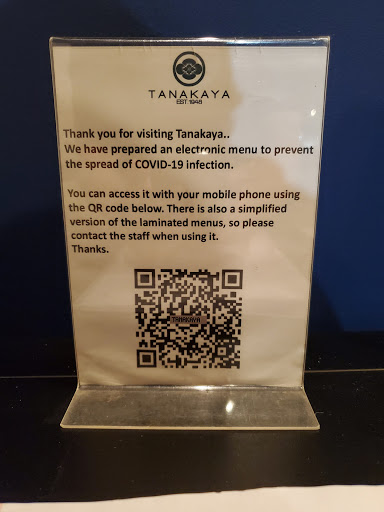 TANAKAYA
EST 1948
Thank you for visiting Tanakaya..
We have prepared an electronic menu to prevent
the spread of COVID-19 infection.
You can access it with your mobile phone using
the QR code below. There is also a simplified
version of the laminated menus, so please
contact the staff when using it.
Thanks.
TANAKAYA